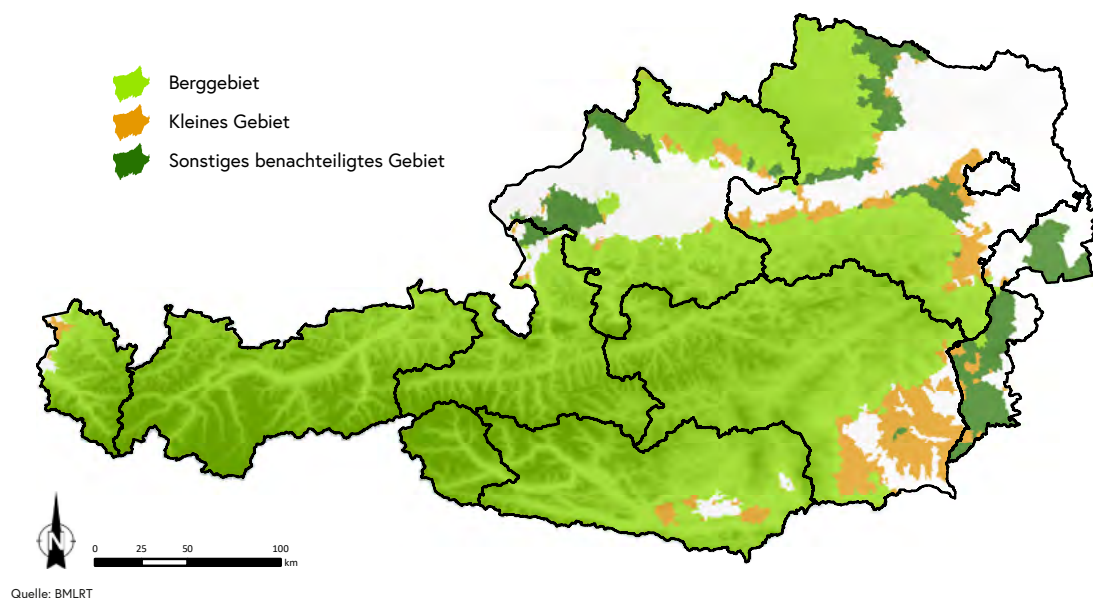 Berggebiet
Kleines Gebiet
Sonstiges benachteiligtes Gebiet
N
0 25 50 100
km
Quelle: BMLRT